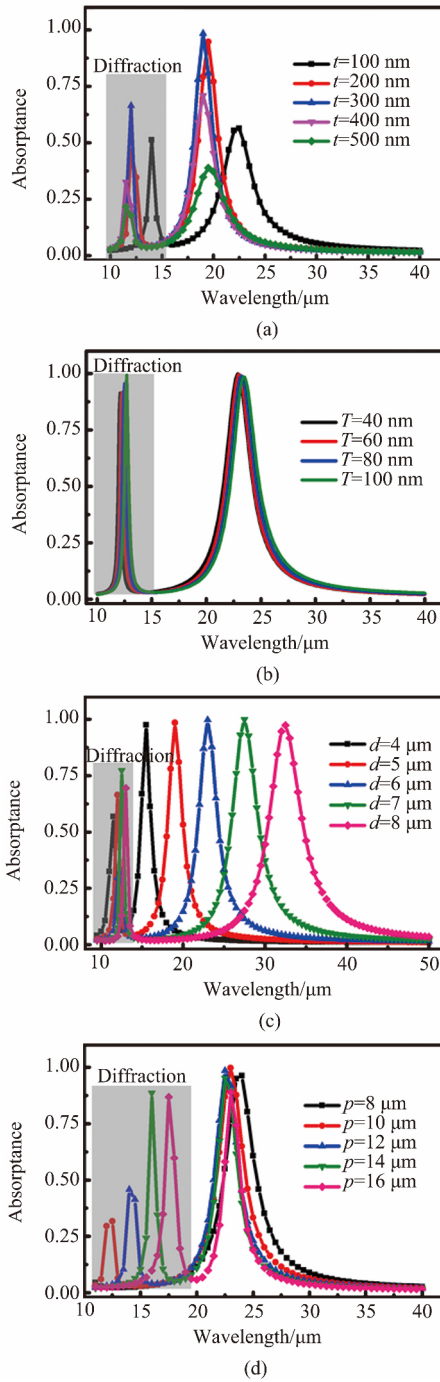 1.00
0.75
0.50
0.25
0.00
Absorptance
Diffraction
t=100 nm
t=200 nm
t=300 nm
t=400 nm
t=500 nm
10 15 20 25 30 35 40
Wavelength/μm
(a)
1.00
0.75
0.50
0.25
0.00
Absorptance
Diffraction
T=40 nm
T=60 nm
T=80 nm
T=100 nm
10 15 20 25 30 35 40
Wavelength/μm
(b)
1.00
0.75
0.50
0.25
0.00
Absorptance
Diffraction
d=4 μm
d=5 μm
d=6 μm
d=7 μm
d=8 μm
10 20 30 40 50
Wavelength/μm
(c)
1.00
0.75
0.50
0.25
0.00
Absorptance
Diffraction
p=8 μm
p=10 μm
p=12 μm
p=14 μm
p=16 μm
10 15 20 25 30 35 40
Wavelength/μm
(d)